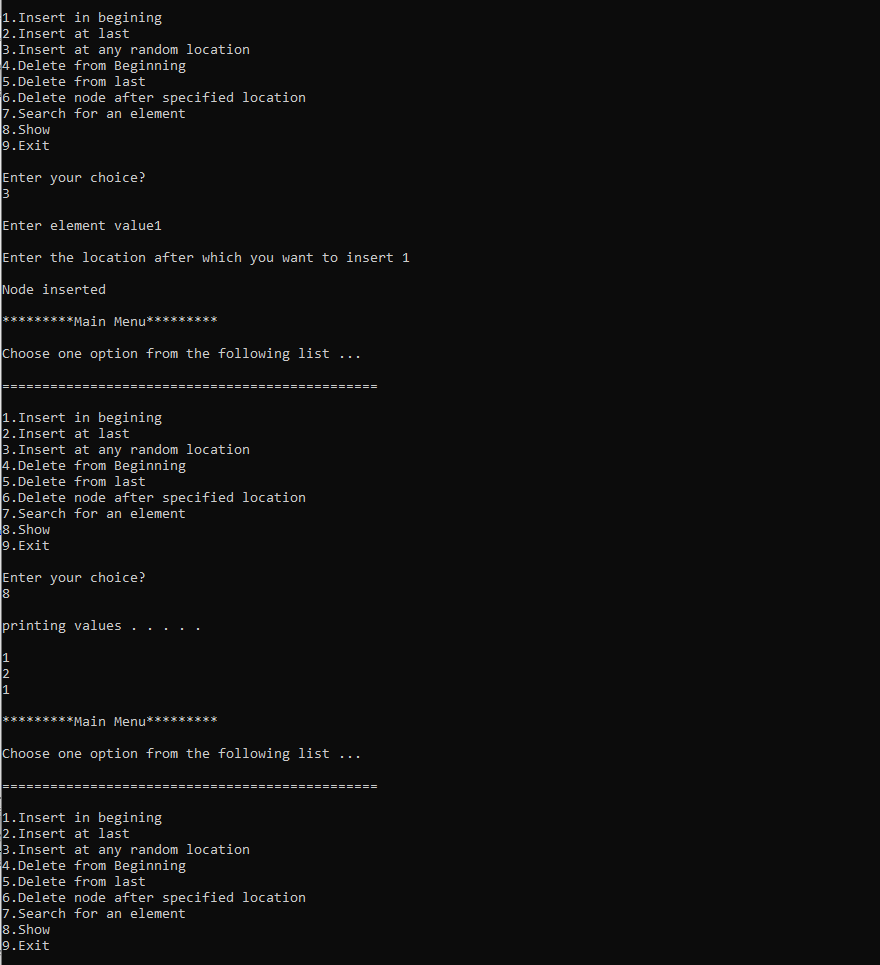 1.Insert in begining
2.Insert at last
3.Insert at any random location
4.Delete from Beginning
5.Delete from last
6.Delete node after specified location
7.Search for an element
8.Show
9.Exit
Enter your choice?
3
Enter element value1
Enter the location after which you want to insert 1
Node inserted
*********Main Menu*********
Choose one option from the following list ...
===============================================
1.Insert in begining
2.Insert at last
3.Insert at any random location
4.Delete from Beginning
5.Delete from last
6.Delete node after specified location
7.Search for an element
8.Show
9.Exit
Enter your choice?
8
printing values . . . . .
1
2
1
*********Main Menu*********
Choose one option from the following list ...
===============================================
1.Insert in begining
2.Insert at last
3.Insert at any random location
4.Delete from Beginning
5.Delete from last
6.Delete node after specified location
7.Search for an element
8.Show
9.Exit